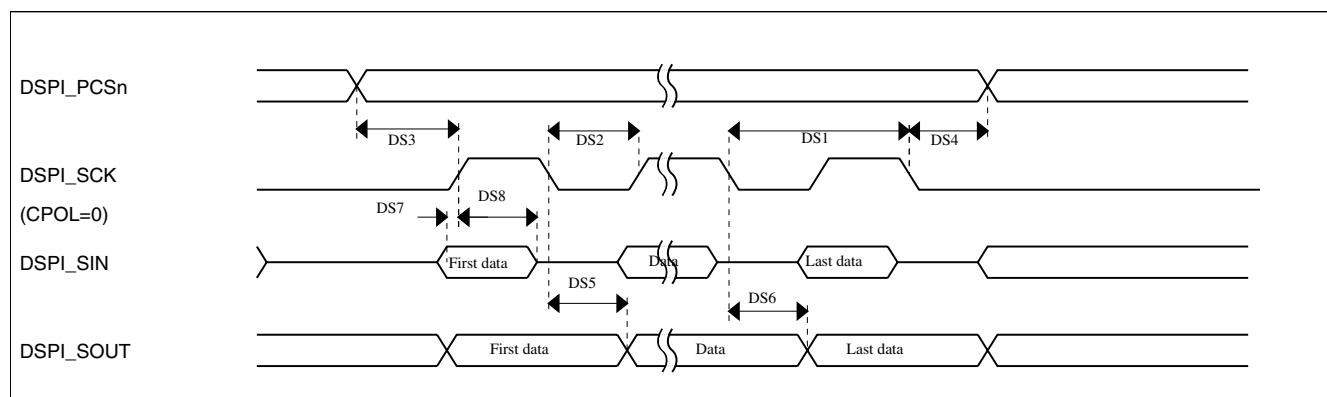 DSPI_PCSn
DS3
DS2
DS1
DS4
DSPI_SCK
(CPOL=0)
DS7
DS8
DSPI_SIN
First data
Data
Last data
DS5
DS6
DSPI_SOUT
First data
Data
Last data